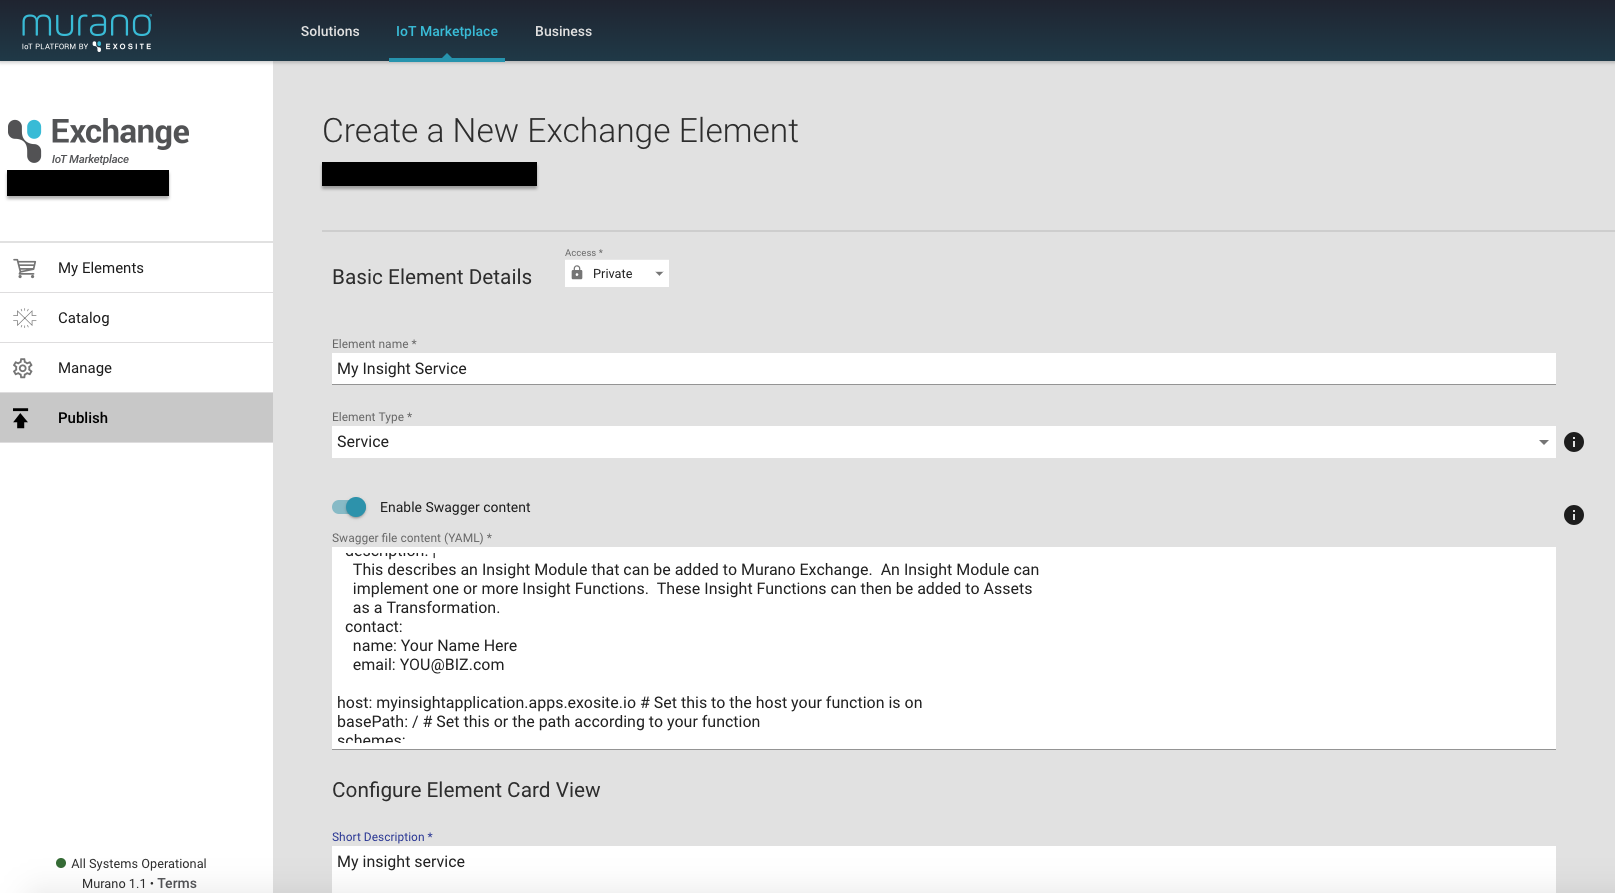 murano
IoT PLATFORM BY EXOSITE
Solutions
IoT Marketplace
Business
Exchange
IoT Marketplace
My Elements
Catalog
Manage
Publish
All Systems Operational
Murano 1.1 • Terms
Create a New Exchange Element
Basic Element Details
Access *
Private
Element name *
My Insight Service
Element Type *
Service
Enable Swagger content
Swagger file content (YAML) *
description: |
This describes an Insight Module that can be added to Murano Exchange.  An Insight Module can
implement one or more Insight Functions.  These Insight Functions can then be added to Assets
as a Transformation.
contact:
name: Your Name Here
email: YOU@BIZ.com
host: myinsightapplication.apps.exosite.io # Set this to the host your function is on
basePath: / # Set this or the path according to your function
schemes:
Configure Element Card View
Short Description *
My insight service